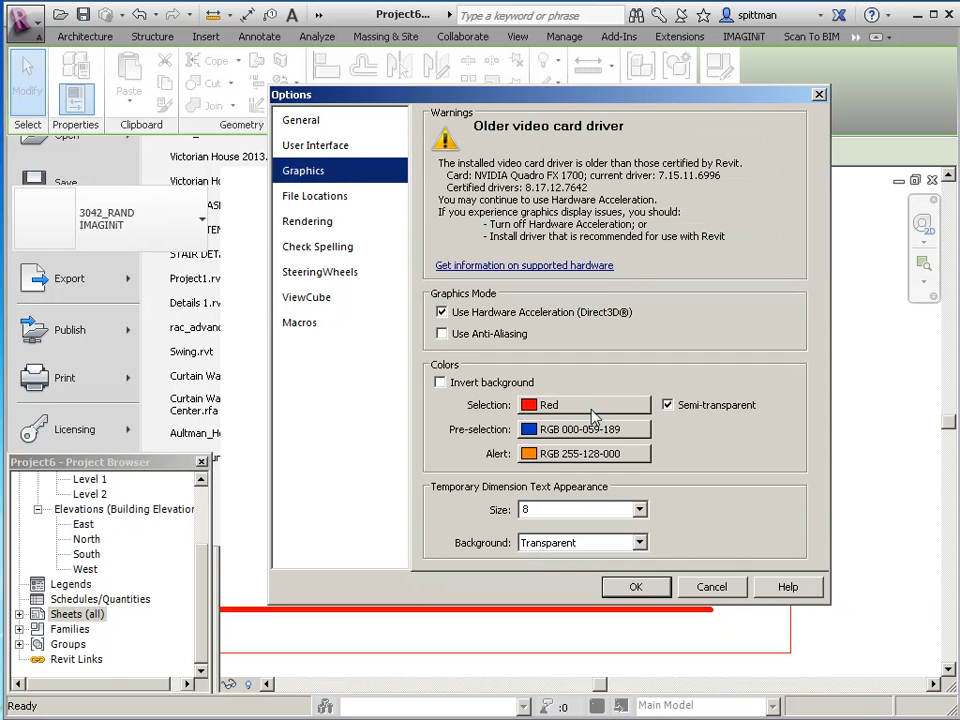 Project6...
Type a keyword or phrase
spittman
Architecture Structure Insert Annotate Analyze Massing & Site Collaborate View Manage Add-Ins Extensions IMAGINiT Scan To BIM
Cope
Cut
Join
Modify
Paste
Select Properties Clipboard Geometry
Open
Save
3042_RAND
IMAGINiT
Export
Publish
Print
Licensing
Victorian House 2013.
Victorian Ho
STAIR DET
Project1.rv
Details 1.rv
rac_advan
Swing.rvt
Curtain Wa
Curtain Wa
Center.rfa
Aultman_H
Options
General
User Interface
Graphics
File Locations
Rendering
Check Spelling
SteeringWheels
ViewCube
Macros
Warnings
Older video card driver
The installed video card driver is older than those certified by Revit.
Card: NVIDIA Quadro FX 1700; current driver: 7.15.11.6996
Certified drivers: 8.17.12.7642
You may continue to use Hardware Acceleration.
If you experience graphics display issues, you should:
- Turn off Hardware Acceleration; or
- Install driver that is recommended for use with Revit
Get information on supported hardware
Graphics Mode
Use Hardware Acceleration (Direct3D®)
Use Anti-Aliasing
Colors
Invert background
Selection: Red Semi-transparent
Pre-selection: RGB 000-059-189
Alert: RGB 255-128-000
Temporary Dimension Text Appearance
Size: 8
Background: Transparent
OK Cancel Help
2D
Project6 - Project Browser
Level 1
Level 2
Elevations (Building Elevation
East
North
South
West
Legends
Schedules/Quantities
Sheets (all)
Families
Groups
Revit Links
Ready
:0
Main Model